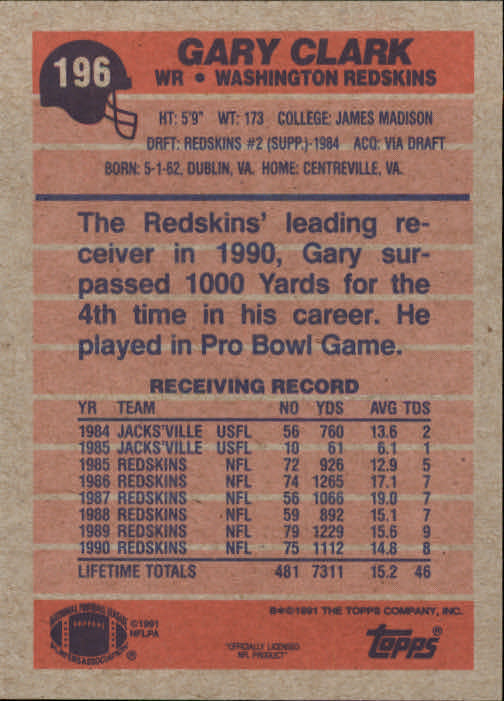 196
GARY CLARK
WR • WASHINGTON REDSKINS
HT: 5'9" WT: 173 COLLEGE: JAMES MADISON
DRFT: REDSKINS #2 (SUPP.)-1984 ACQ: VIA DRAFT
BORN: 5-1-62, DUBLIN, VA. HOME: CENTREVILLE, VA.
The Redskins' leading re-
ceiver in 1990, Gary sur-
passed 1000 Yards for the
4th time in his career. He
played in Pro Bowl Game.
RECEIVING RECORD
YR TEAM NO YDS AVG TDS
1984 JACKS'VILLE USFL 56 760 13.6 2
1985 JACKS'VILLE USFL 10 61 6.1 1
1985 REDSKINS NFL 72 926 12.9 5
1986 REDSKINS NFL 74 1265 17.1 7
1987 REDSKINS NFL 56 1066 19.0 7
1988 REDSKINS NFL 59 892 15.1 7
1989 REDSKINS NFL 79 1229 15.6 9
1990 REDSKINS NFL 75 1112 14.8 8
LIFETIME TOTALS 481 7311 15.2 46
NATIONAL FOOTBALL LEAGUE
PLAYERS ASSOCIATION ®
©1991
NFLPA
"OFFICIALLY LICENSED
NFL PRODUCT"
©1991 THE TOPPS COMPANY, INC.
topps®